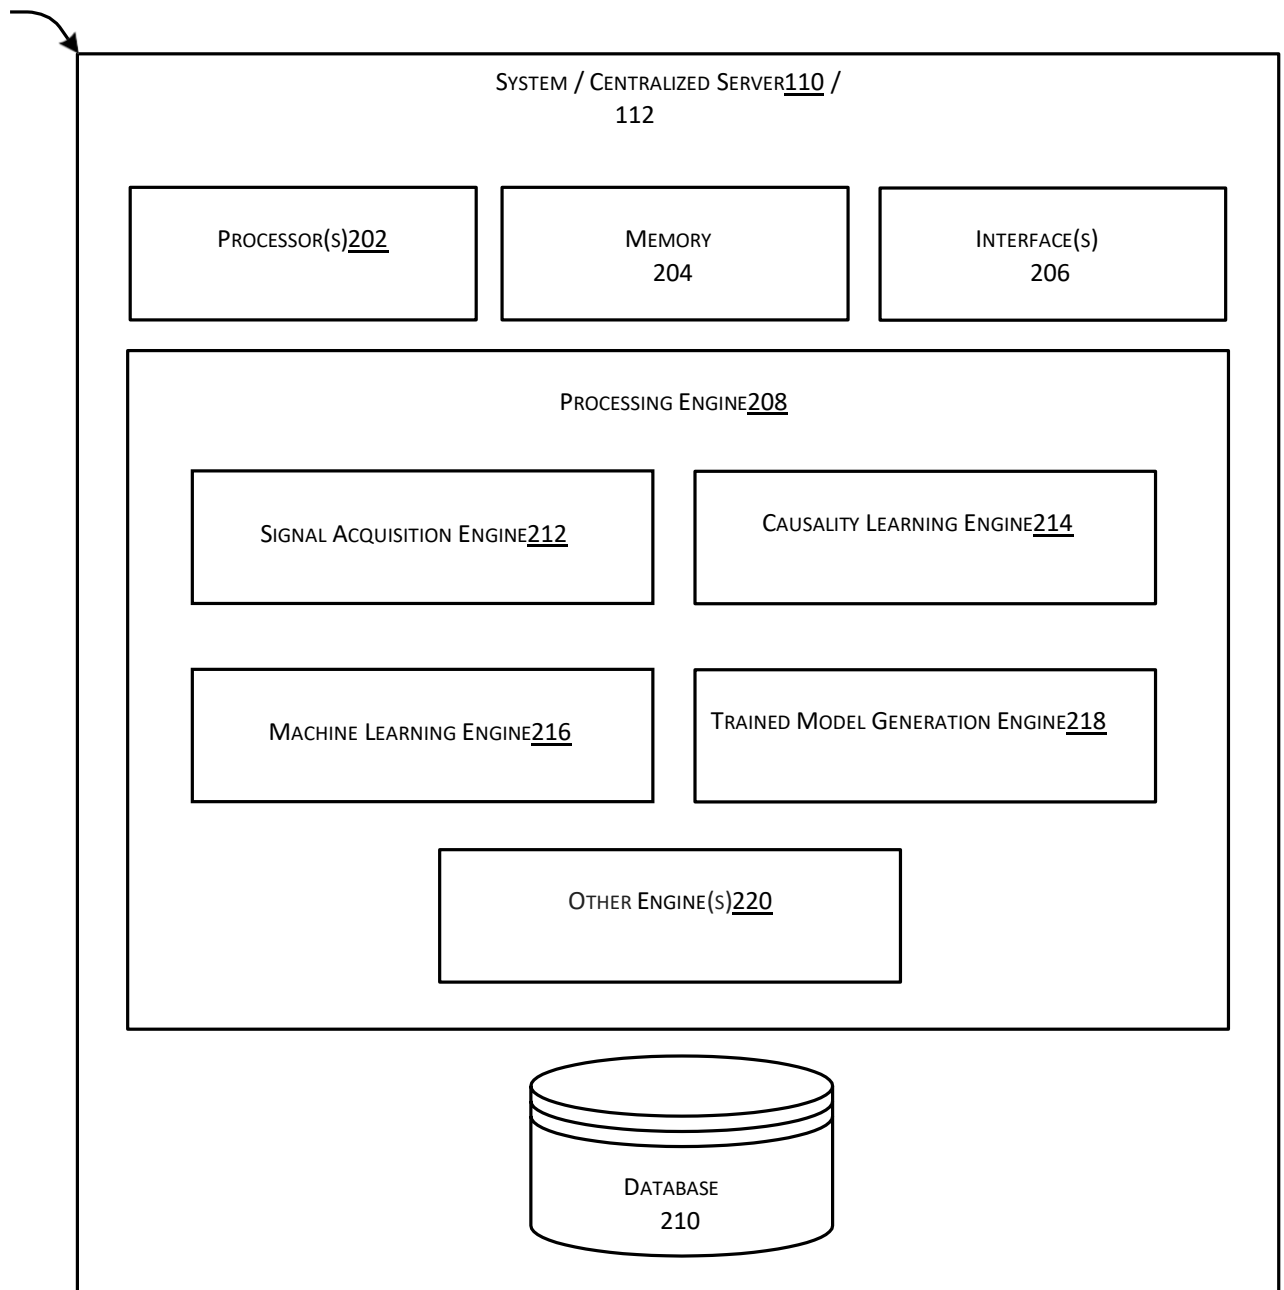 System / Centralized Server110 /
112
Processor(s)202
Memory
204
Interface(s)
206
Processing Engine208
Signal Acquisition Engine212
Causality Learning Engine214
Machine Learning Engine216
Trained Model Generation Engine218
Other Engine(s)220
Database
210